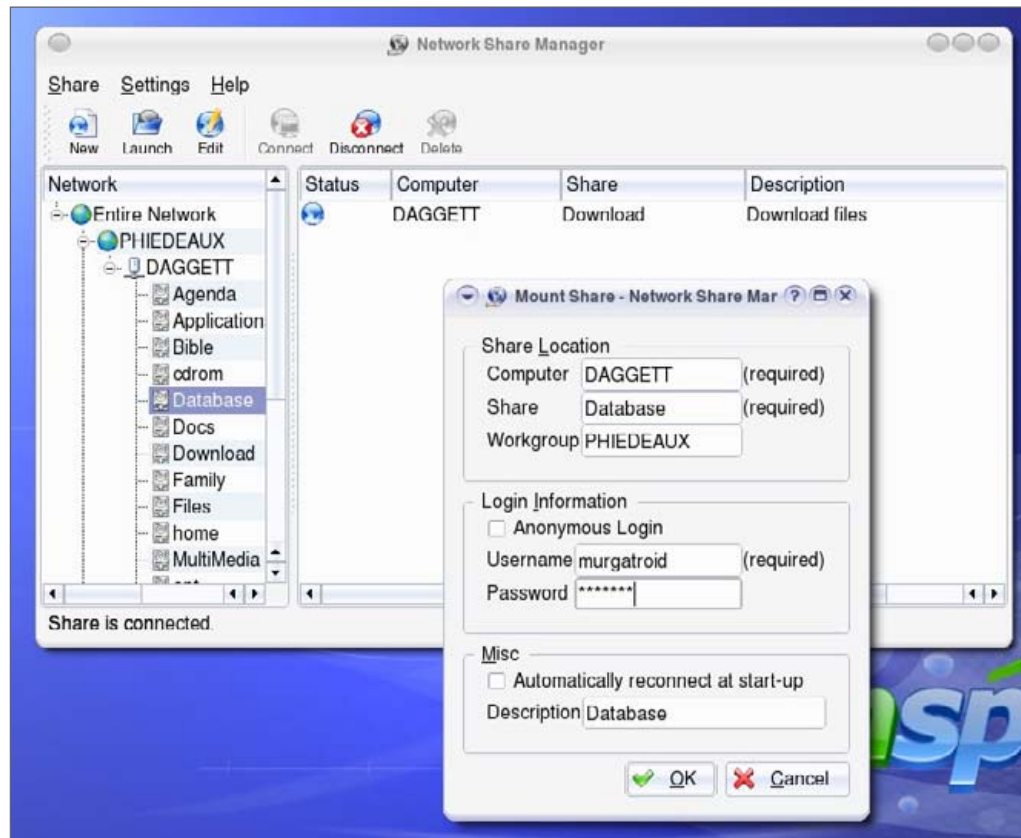 Network Share Manager
Share Settings Help
New Launch Edit Connect Disconnect Delete
Network
Entire Network
PHIEDEAUX
DAGGETT
Agenda
Application
Bible
cdrom
Database
Docs
Download
Family
Files
home
MultiMedia
Status Computer Share Description
DAGGETT Download Download files
Share is connected.
Mount Share - Network Share Mar
Share Location
Computer DAGGETT (required)
Share Database (required)
Workgroup PHIEDEAUX
Login Information
Anonymous Login
Username murgatroid (required)
Password *******
Misc
Automatically reconnect at start-up
Description Database
OK Cancel
nsp